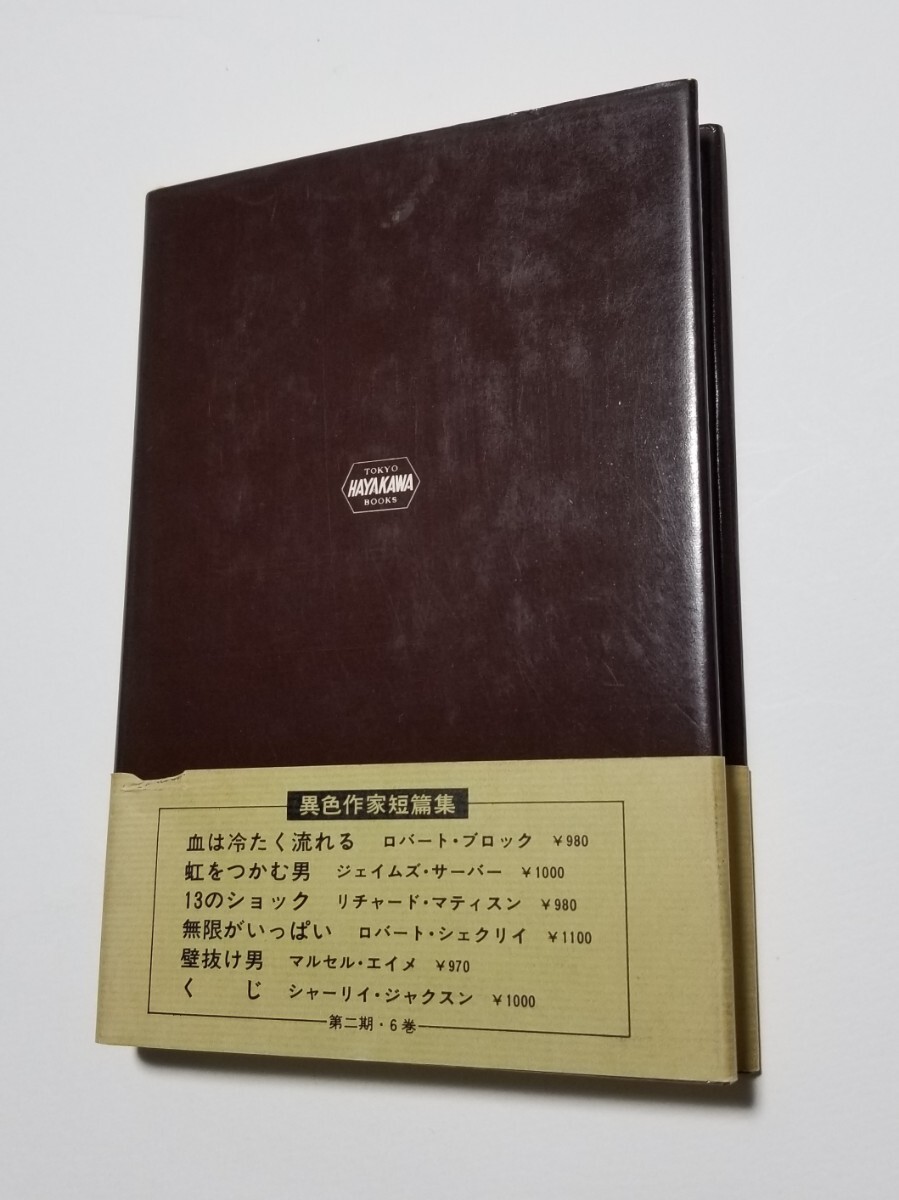 TOKYO
HAYAKAWA
BOOKS
異色作家短篇集
血は冷たく流れる ロバート・ブロック ¥980
虹をつかむ男 ジェイムズ・サーバー ¥1000
13のショック リチャード・マティスン ¥980
無限がいっぱい ロバート・シェクリイ ¥1100
壁抜け男 マルセル・エイメ ¥970
くじ シャーリイ・ジャクスン ¥1000
第二期・6巻